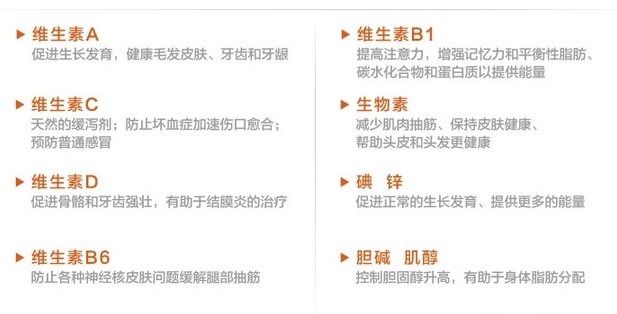 维生素A
促进生长发育，健康毛发皮肤、牙齿和牙龈
维生素C
天然的缓泻剂；防止坏血症加速伤口愈合；
预防普通感冒
维生素D
促进骨骼和牙齿强壮，有助于结膜炎的治疗
维生素B6
防止各种神经核皮肤问题缓解腿部抽筋
维生素B1
提高注意力，增强记忆力和平衡性脂肪、
碳水化合物和蛋白质以提供能量
生物素
减少肌肉抽筋、保持皮肤健康、
帮助头皮和头发更健康
碘 锌
促进正常的生长发育、提供更多的能量
胆碱 肌醇
控制胆固醇升高，有助于身体脂肪分配